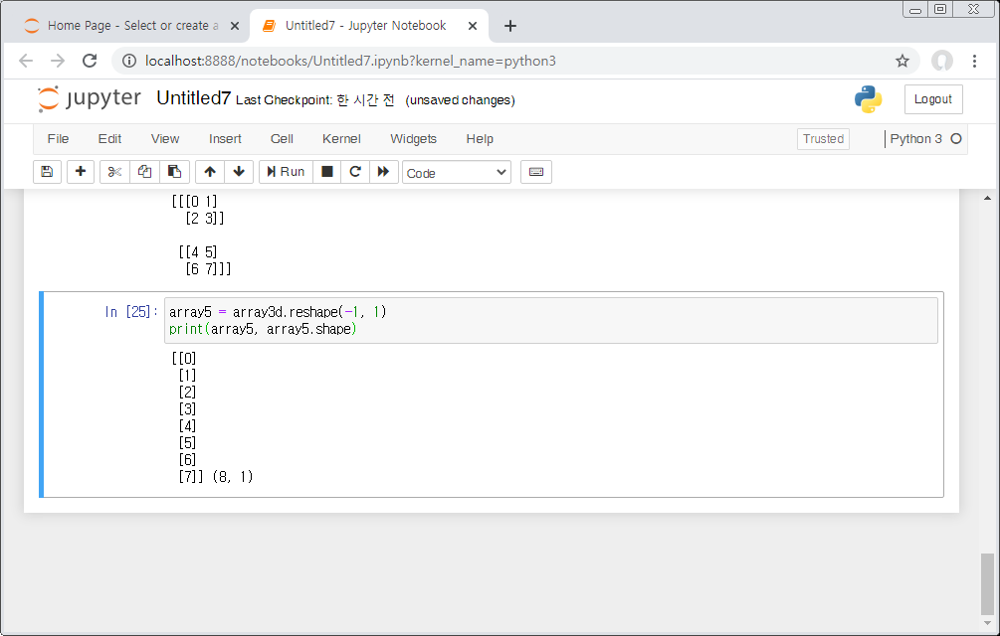 Home Page - Select or create a
Untitled7 - Jupyter Notebook
localhost:8888/notebooks/Untitled7.ipynb?kernel_name=python3
jupyter Untitled7 Last Checkpoint: 한 시간 전 (unsaved changes)
Logout
File Edit View Insert Cell Kernel Widgets Help
Trusted
Python 3
Run
Code
[[[0 1]
[2 3]]
[[4 5]
[6 7]]]
In [25]: array5 = array3d.reshape(-1, 1)
print(array5, array5.shape)
[[0]
[1]
[2]
[3]
[4]
[5]
[6]
[7]] (8, 1)